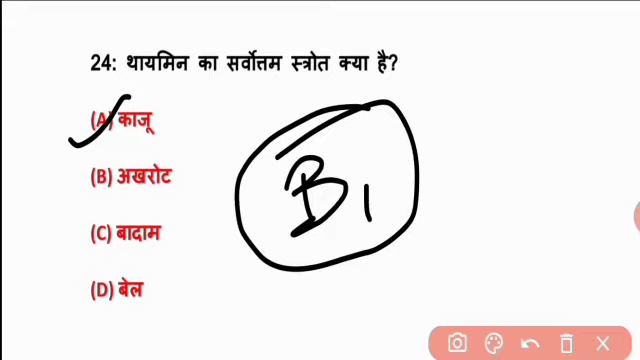 24: थायमिन का सर्वोत्तम स्त्रोत क्या है?
(A) काजू
(B) अखरोट
B1
(C) बादाम
(D) बेल